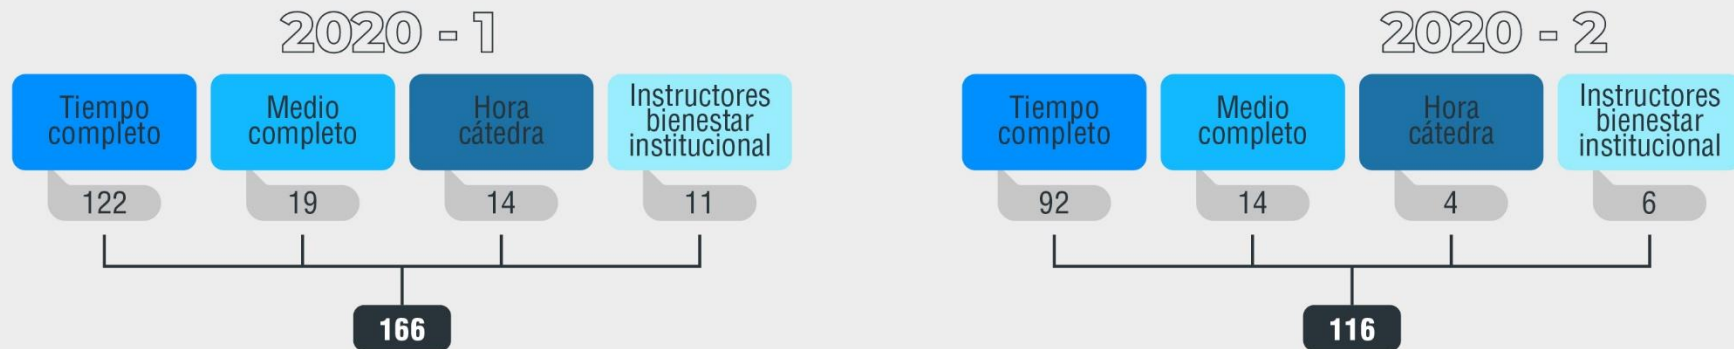 2020 - 1
Tiempo
completo
Medio
completo
Hora
cátedra
Instructores
bienestar
institucional
122
19
14
11
166
2020 - 2
Tiempo
completo
Medio
completo
Hora
cátedra
Instructores
bienestar
institucional
92
14
4
6
116